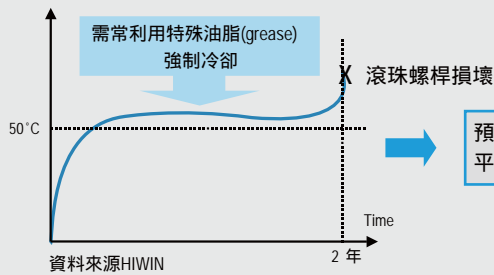 需常利用特殊油脂(grease)
強制冷卻
X 滾珠螺桿損壞
50°C
預
平
Time
2 年
資料來源HIWIN